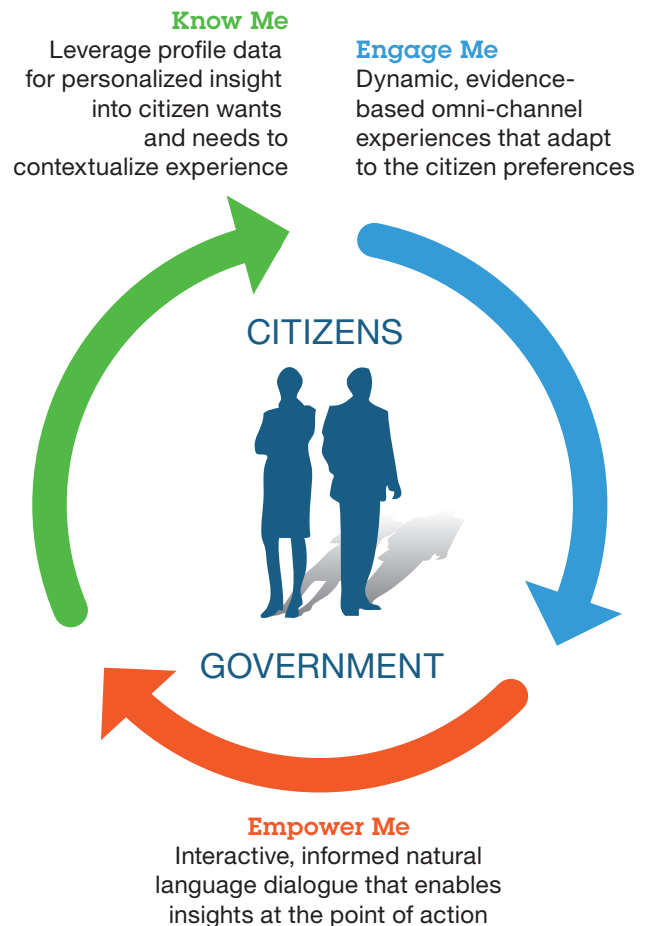 Know Me
Leverage profile data
for personalized insight
into citizen wants
and needs to
contextualize experience
Engage Me
Dynamic, evidence-
based omni-channel
experiences that adapt
to the citizen preferences
CITIZENS
GOVERNMENT
Empower Me
Interactive, informed natural
language dialogue that enables
insights at the point of action